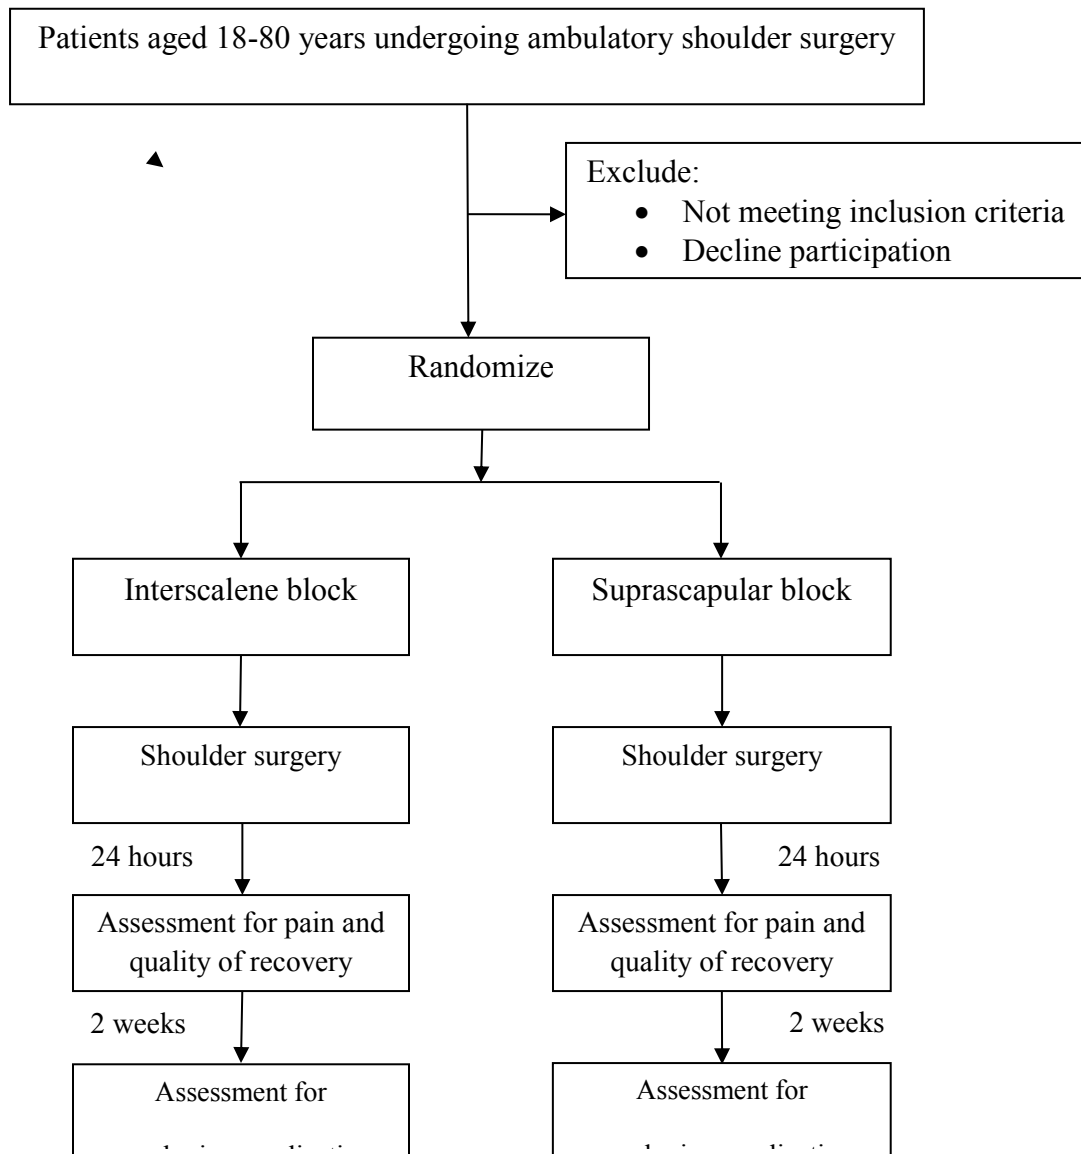 Patients aged 18-80 years undergoing ambulatory shoulder surgery
Exclude:
• Not meeting inclusion criteria
• Decline participation
Randomize
Interscalene block
Suprascapular block
Shoulder surgery
Shoulder surgery
24 hours
24 hours
Assessment for pain and
quality of recovery
Assessment for pain and
quality of recovery
2 weeks
2 weeks
Assessment for
Assessment for